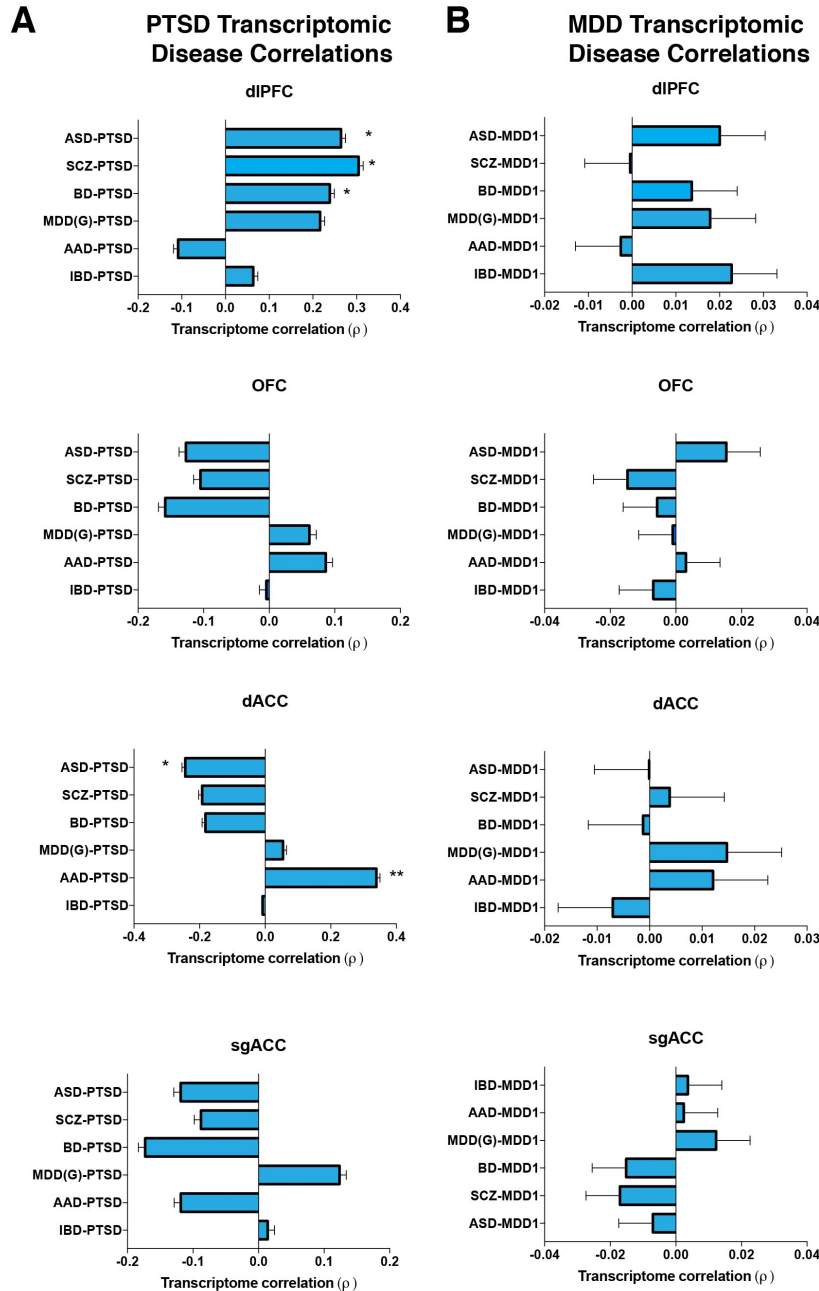 A
PTSD Transcriptomic
Disease Correlations
dlPFC
ASD-PTSD
*
SCZ-PTSD
*
BD-PTSD
*
MDD(G)-PTSD
AAD-PTSD
IBD-PTSD
-0.2 -0.1 0.0 0.1 0.2 0.3 0.4
Transcriptome correlation (ρ)
OFC
ASD-PTSD
SCZ-PTSD
BD-PTSD
MDD(G)-PTSD
AAD-PTSD
IBD-PTSD
-0.2 -0.1 0.0 0.1 0.2
Transcriptome correlation (ρ)
dACC
ASD-PTSD
*
SCZ-PTSD
BD-PTSD
MDD(G)-PTSD
AAD-PTSD
**
IBD-PTSD
-0.4 -0.2 0.0 0.2 0.4
Transcriptome correlation (ρ)
sgACC
ASD-PTSD
SCZ-PTSD
BD-PTSD
MDD(G)-PTSD
AAD-PTSD
IBD-PTSD
-0.2 -0.1 0.0 0.1 0.2
Transcriptome correlation (ρ)
B
MDD Transcriptomic
Disease Correlations
dlPFC
ASD-MDD1
SCZ-MDD1
BD-MDD1
MDD(G)-MDD1
AAD-MDD1
IBD-MDD1
-0.02 -0.01 0.00 0.01 0.02 0.03 0.04
Transcriptome correlation (ρ)
OFC
ASD-MDD1
SCZ-MDD1
BD-MDD1
MDD(G)-MDD1
AAD-MDD1
IBD-MDD1
-0.04 -0.02 0.00 0.02 0.04
Transcriptome correlation (ρ)
dACC
ASD-MDD1
SCZ-MDD1
BD-MDD1
MDD(G)-MDD1
AAD-MDD1
IBD-MDD1
-0.02 -0.01 0.00 0.01 0.02 0.03
Transcriptome correlation (ρ)
sgACC
IBD-MDD1
AAD-MDD1
MDD(G)-MDD1
BD-MDD1
SCZ-MDD1
ASD-MDD1
-0.04 -0.02 0.00 0.02 0.04
Transcriptome correlation (ρ)